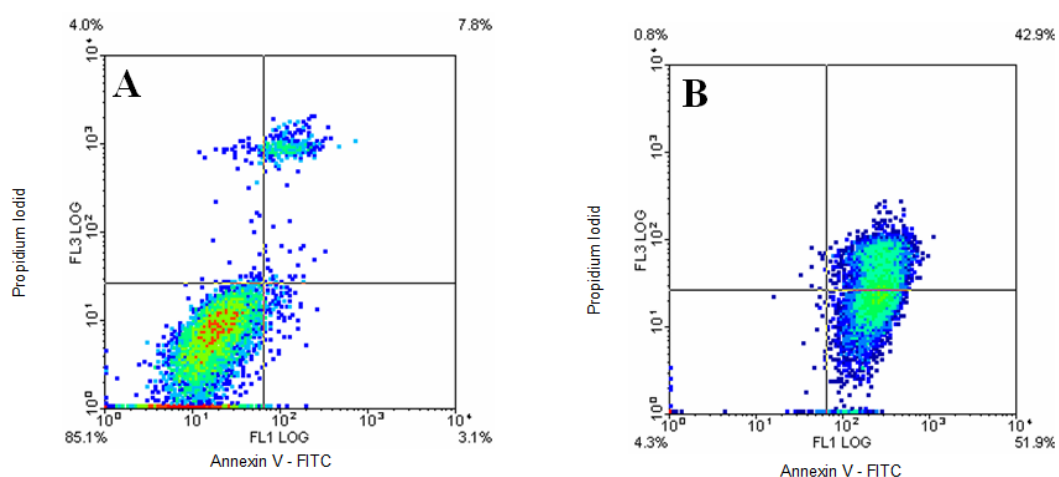 4.0% 7.8%
A
10⁴
10³
10²
10¹
10⁰
FL3 LOG
Propidium Iodid
10⁰ 10¹ 10² 10³ 10⁴
85.1% FL1 LOG 3.1%
Annexin V - FITC
0.8% 42.9%
B
10⁴
10³
10²
10¹
10⁰
FL3 LOG
Propidium Iodid
10⁰ 10¹ 10² 10³ 10⁴
4.3% FL1 LOG 51.9%
Annexin V - FITC